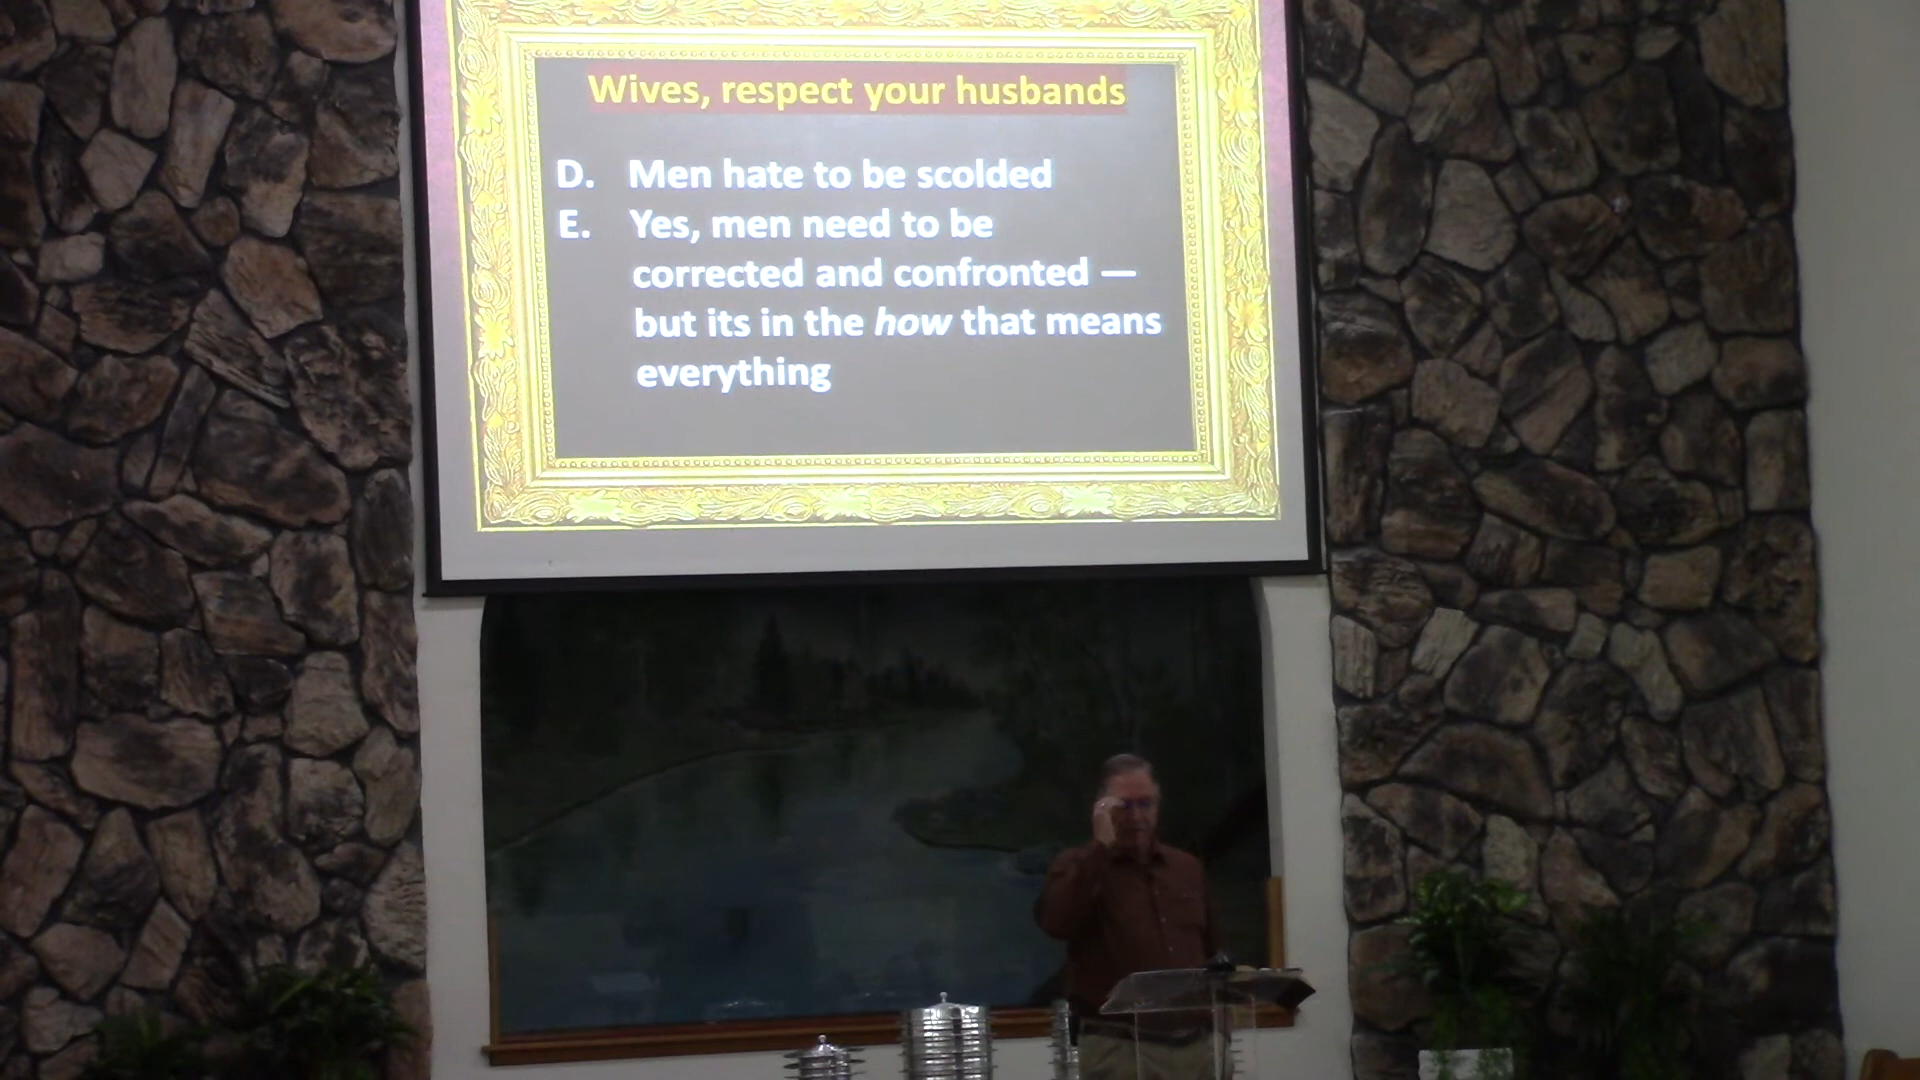 Wives, respect your husbands
D. Men hate to be scolded
E. Yes, men need to be
corrected and confronted —
but its in the how that means
everything